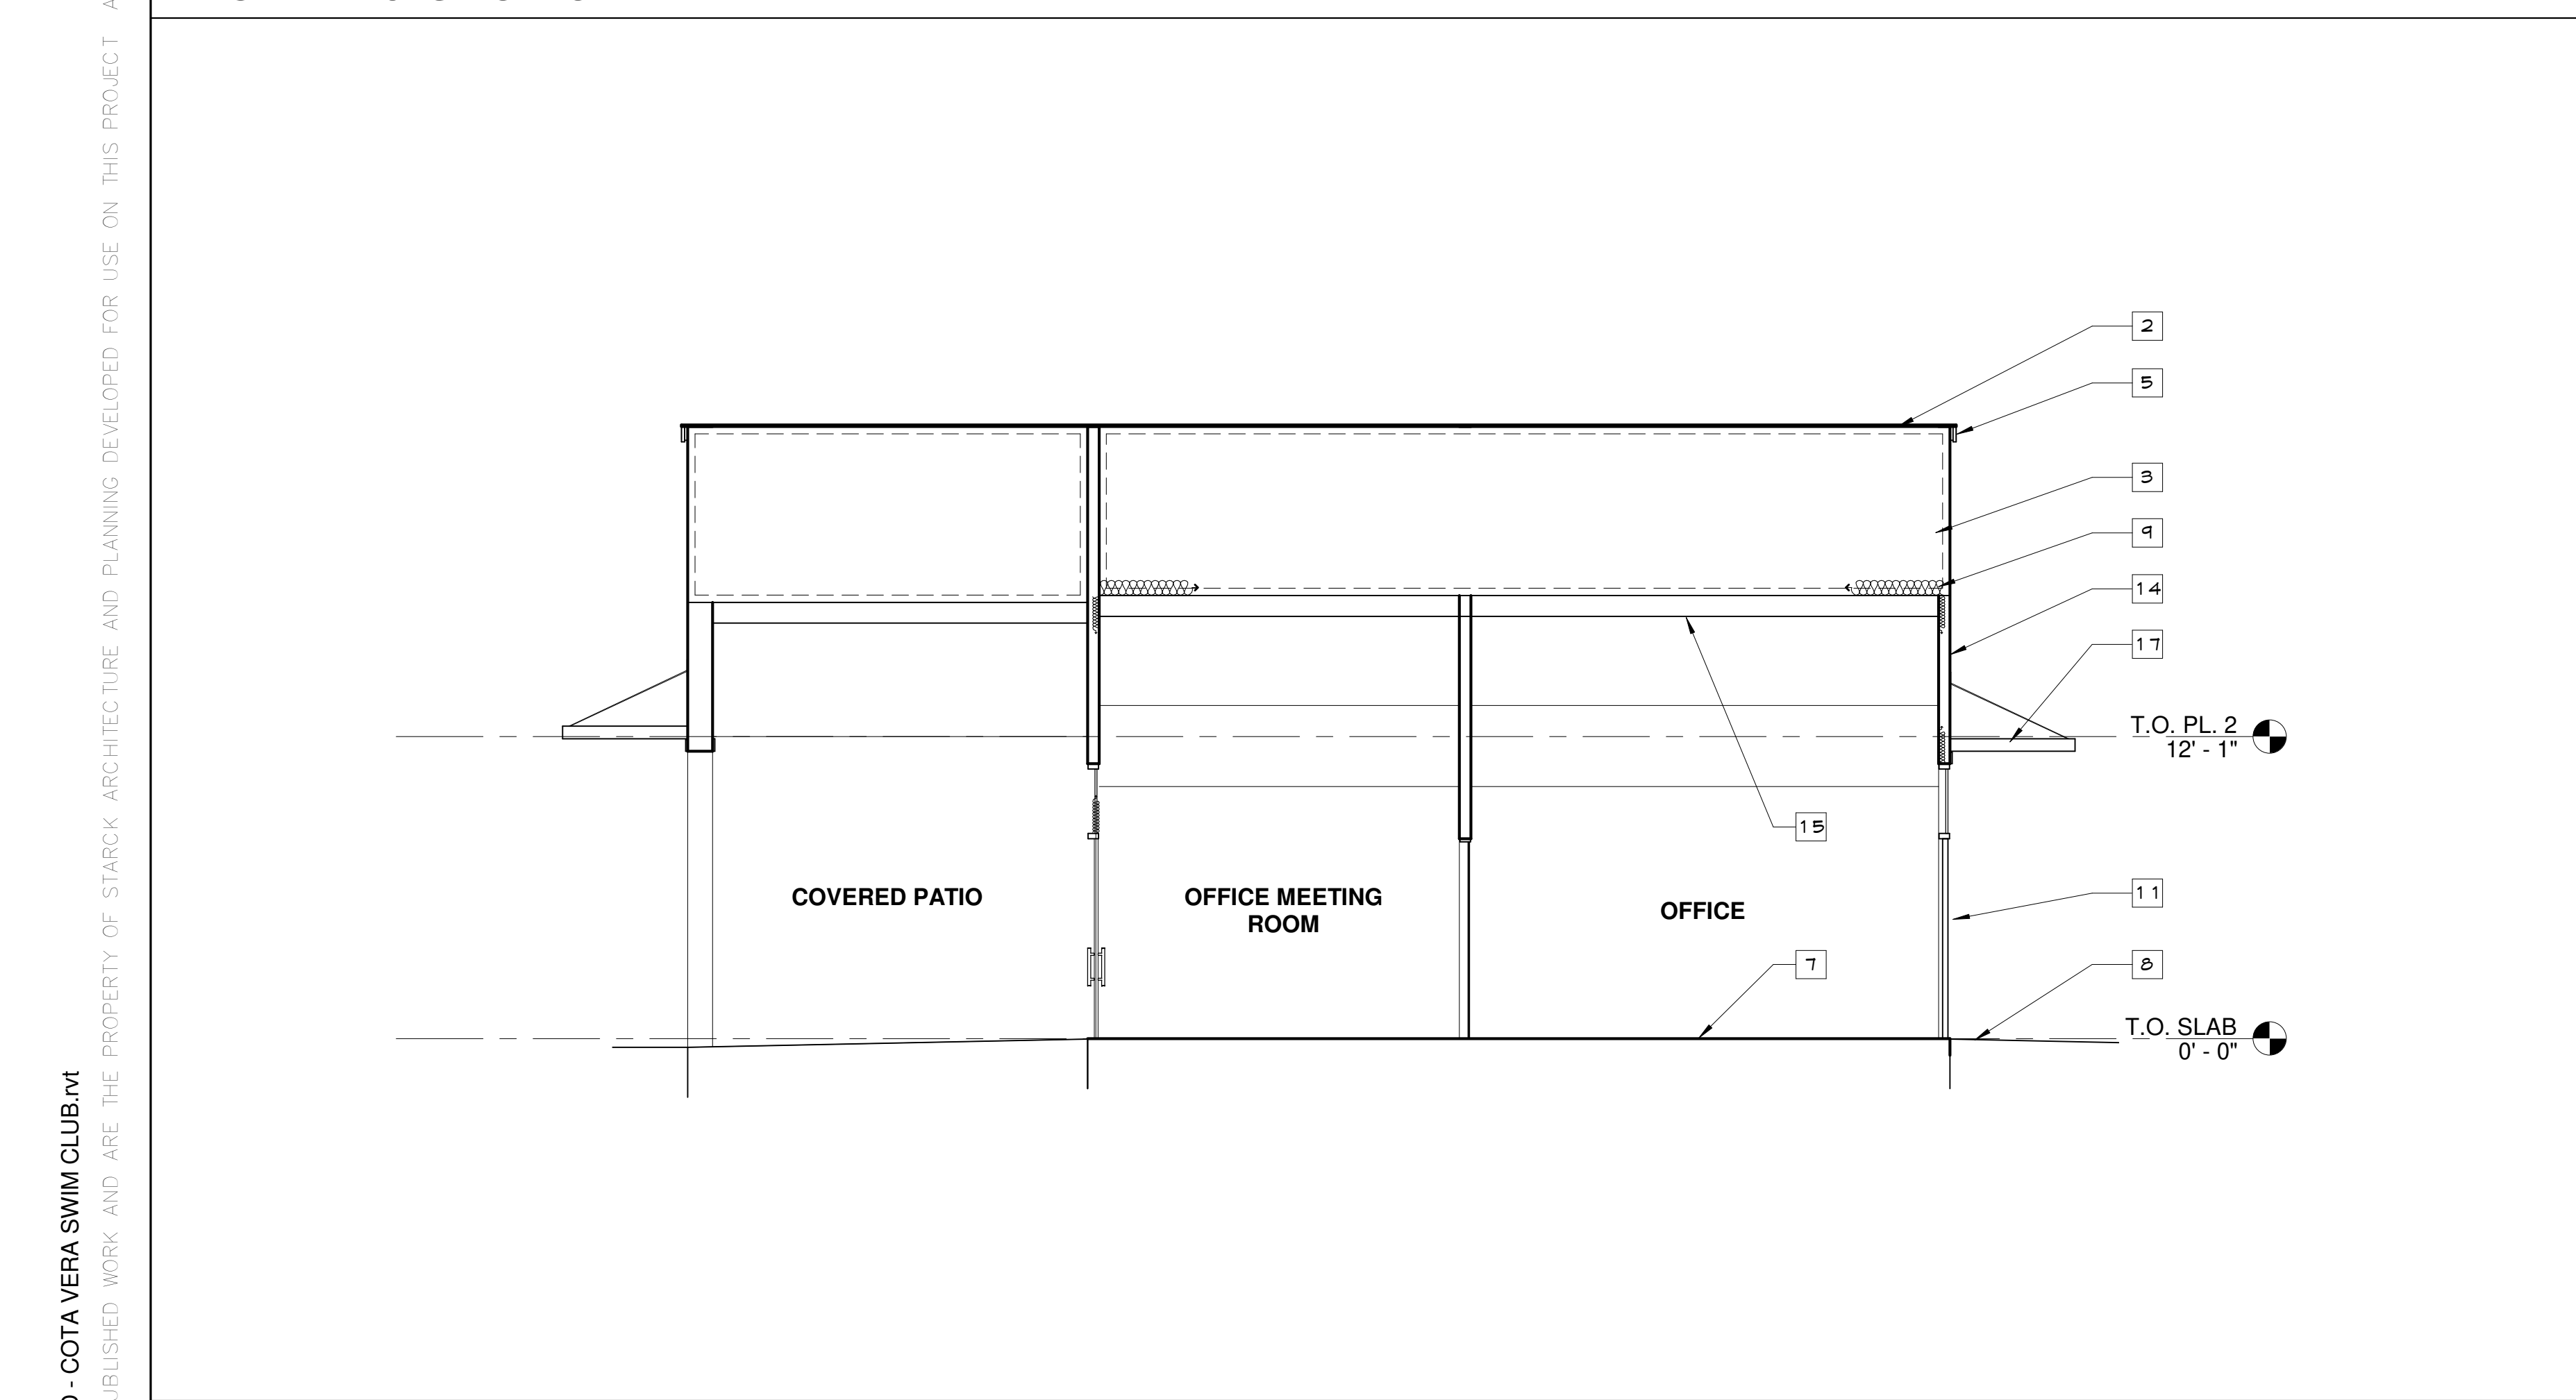 2
5
3
9
14
17
T.O. PL. 2
12' - 1"
15
COVERED PATIO
OFFICE MEETING
ROOM
OFFICE
11
7
8
T.O. SLAB
0' - 0"
- COTA VERA SWIM CLUB.rvt
WORK AND ARE THE PROPERTY OF STARCK ARCHITECTURE AND PLANNING DEVELOPED FOR USE ON THIS PROJECT